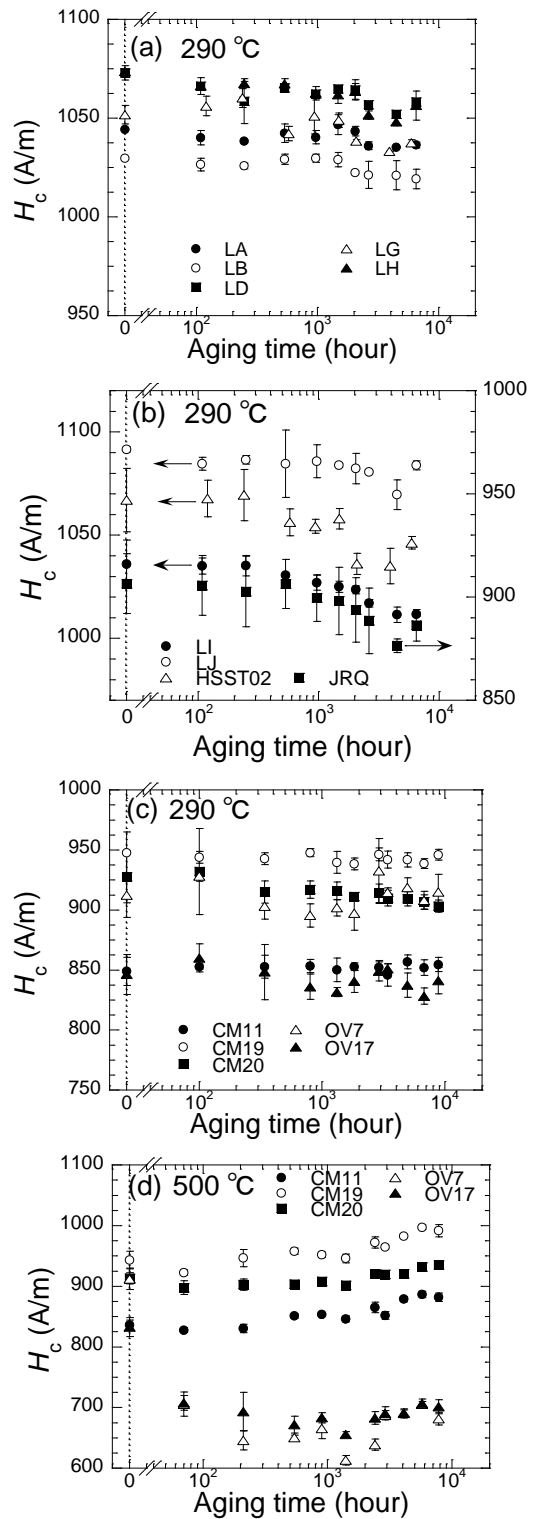 1100
(a) 290 °C
1050
1000
950
Hc (A/m)
LA
LB
LD
LG
LH
0
10²
10³
10⁴
Aging time (hour)
(b) 290 °C
1000
1100
950
1050
900
1000
850
Hc (A/m)
LI
LJ
HSST02
JRQ
0
10²
10³
10⁴
Aging time (hour)
1000
(c) 290 °C
950
900
850
800
750
Hc (A/m)
CM11
CM19
CM20
OV7
OV17
0
10²
10³
10⁴
Aging time (hour)
1100
(d) 500 °C
1000
900
800
700
600
Hc (A/m)
CM11
CM19
CM20
OV7
OV17
0
10²
10³
10⁴
Aging time (hour)